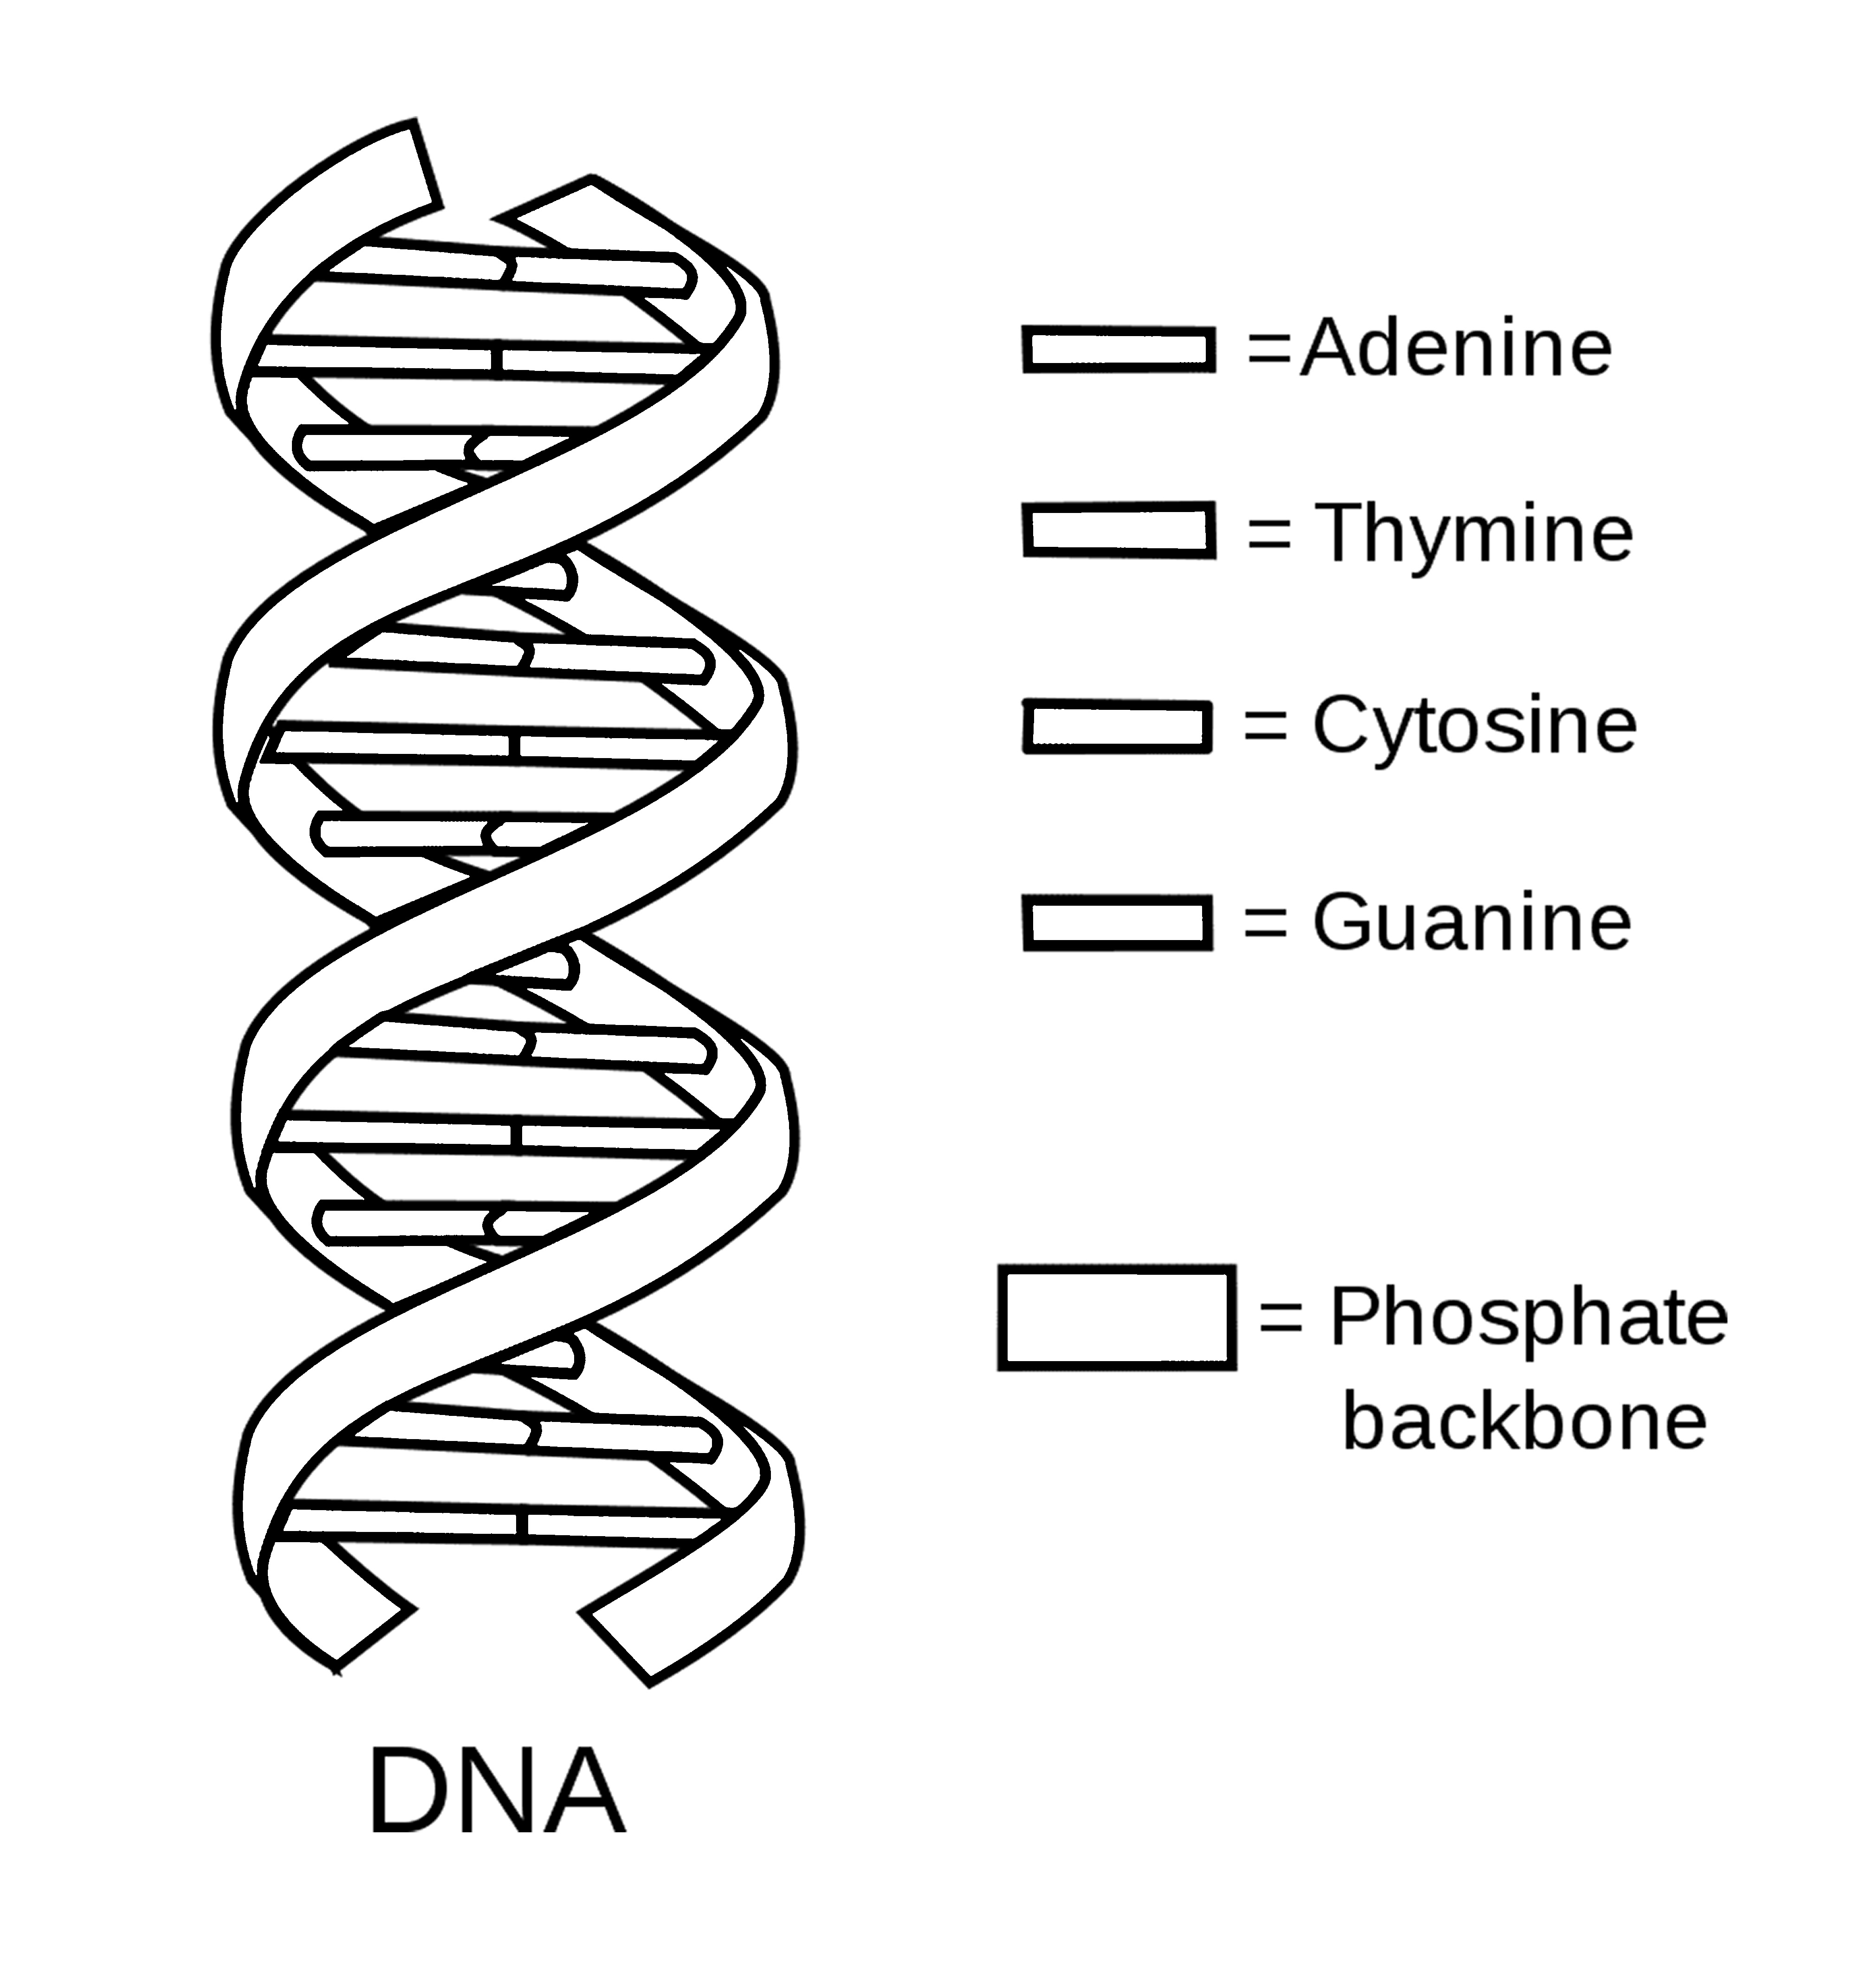 =Adenine
= Thymine
= Cytosine
= Guanine
= Phosphate
backbone
DNA